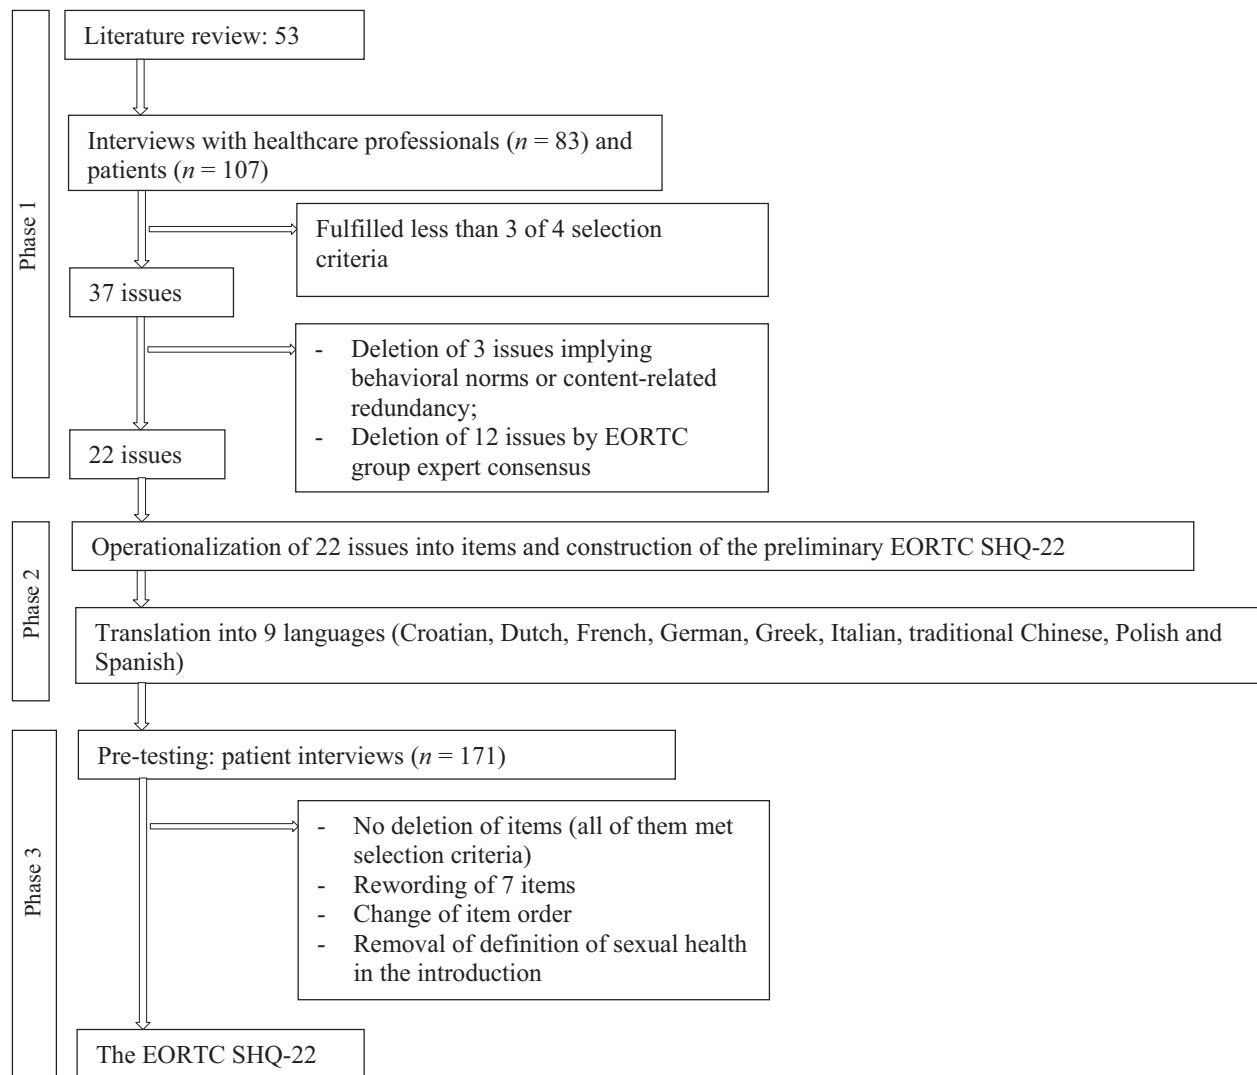 Phase 1
Literature review: 53
Interviews with healthcare professionals (n = 83) and
patients (n = 107)
Fulfilled less than 3 of 4 selection
criteria
37 issues
- Deletion of 3 issues implying
behavioral norms or content-related
redundancy;
- Deletion of 12 issues by EORTC
group expert consensus
22 issues
Phase 2
Operationalization of 22 issues into items and construction of the preliminary EORTC SHQ-22
Translation into 9 languages (Croatian, Dutch, French, German, Greek, Italian, traditional Chinese, Polish and
Spanish)
Phase 3
Pre-testing: patient interviews (n = 171)
- No deletion of items (all of them met
selection criteria)
- Rewording of 7 items
- Change of item order
- Removal of definition of sexual health
in the introduction
The EORTC SHQ-22